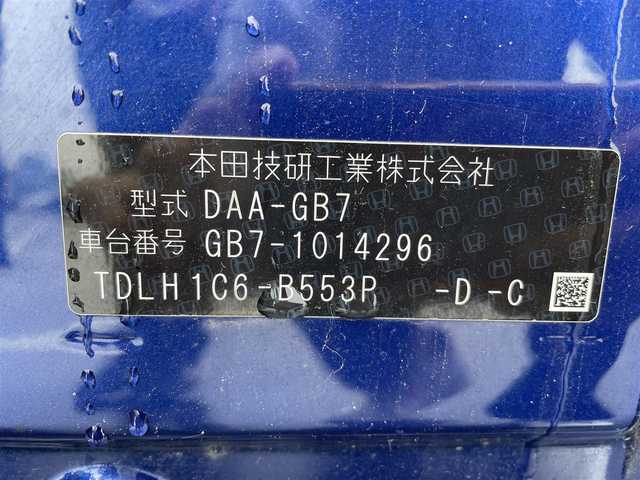 本田技研工業株式会社
型式 DAA-GB7
車台番号 GB7-1014296
TDLH1C6-B553P -D -C